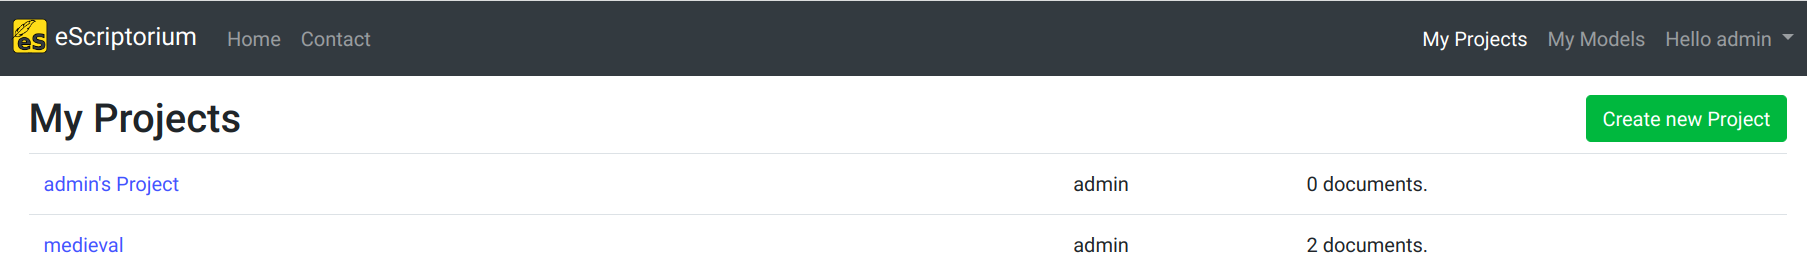 eS eScriptorium Home Contact My Projects My Models Hello admin
My Projects Create new Project
admin's Project admin 0 documents.
medieval admin 2 documents.